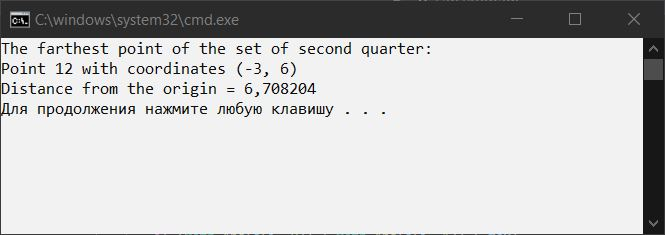 C:\windows\system32\cmd.exe
The farthest point of the set of second quarter:
Point 12 with coordinates (-3, 6)
Distance from the origin = 6,708204
Для продолжения нажмите любую клавишу . . .